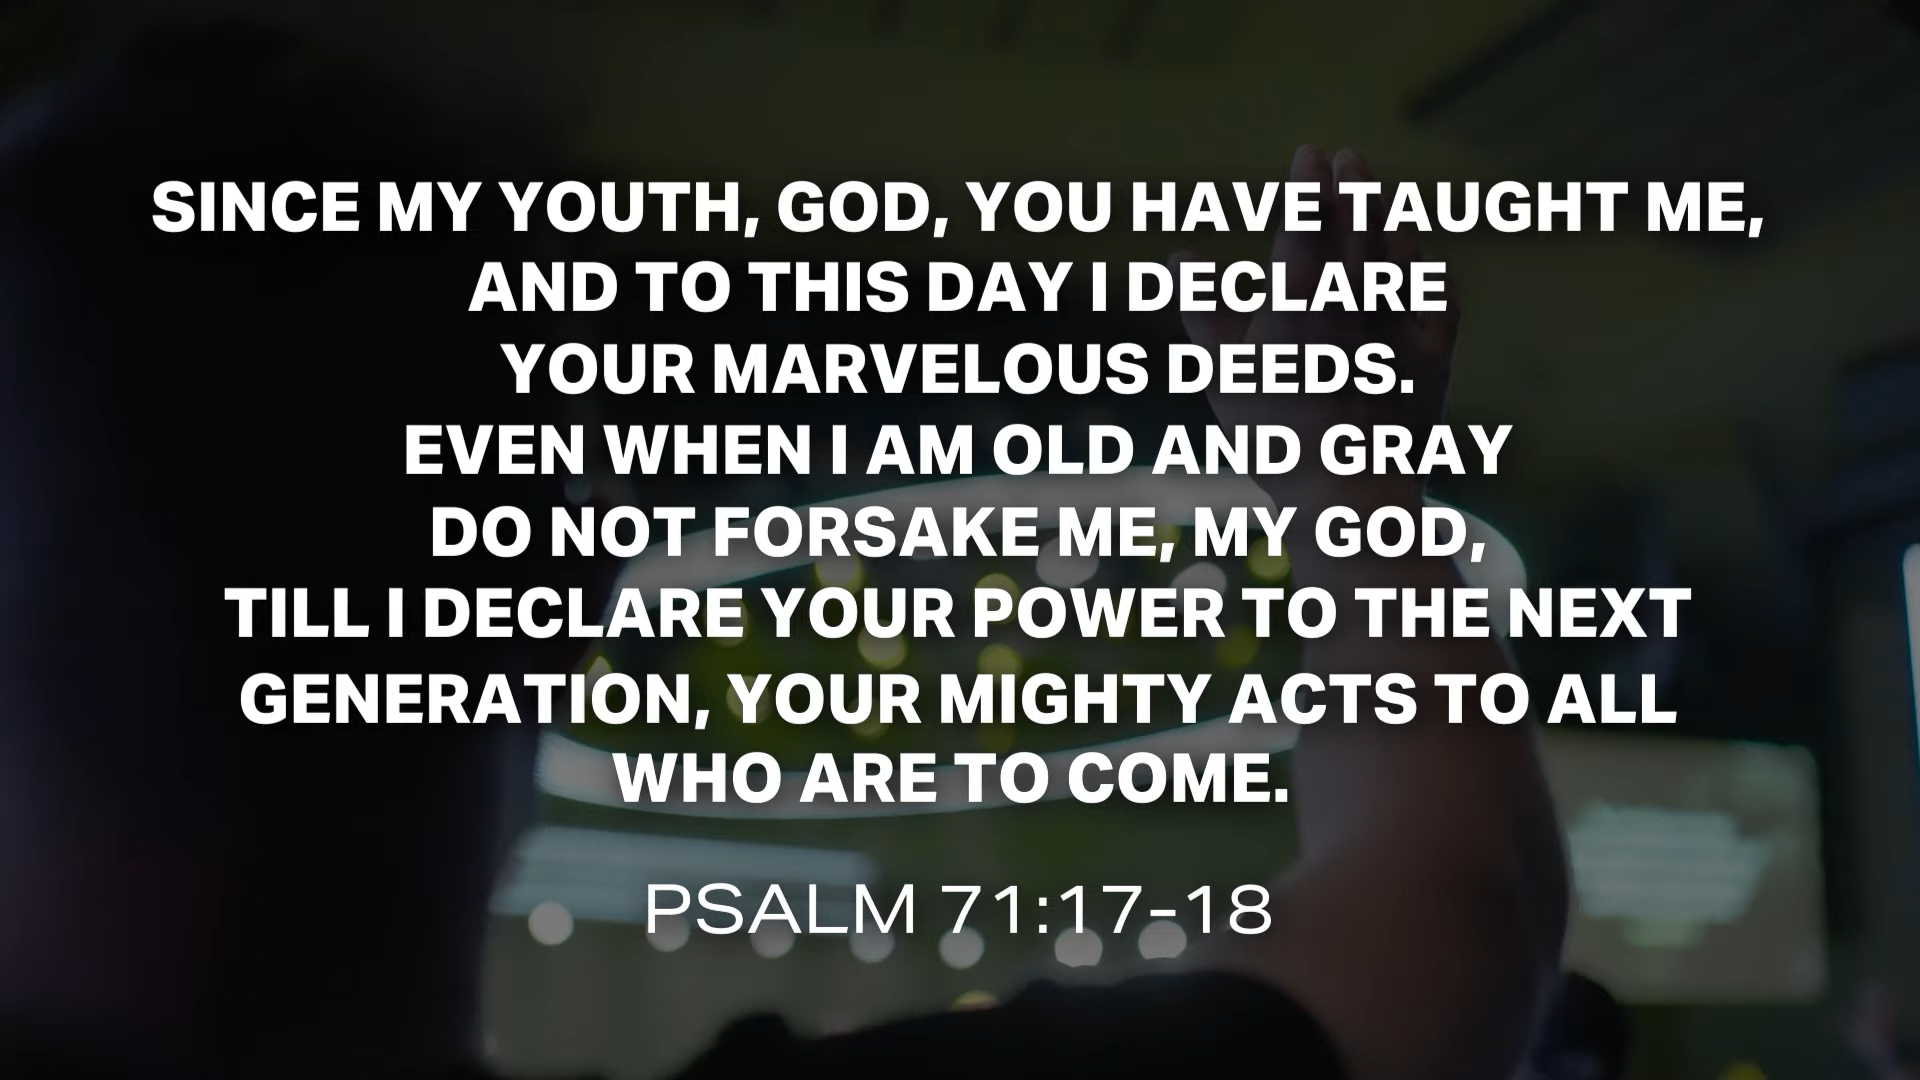 SINCE MY YOUTH, GOD, YOU HAVE TAUGHT ME,
AND TO THIS DAY I DECLARE
YOUR MARVELOUS DEEDS.
EVEN WHEN I AM OLD AND GRAY
DO NOT FORSAKE ME, MY GOD,
TILL I DECLARE YOUR POWER TO THE NEXT
GENERATION, YOUR MIGHTY ACTS TO ALL
WHO ARE TO COME.
PSALM 71:17-18